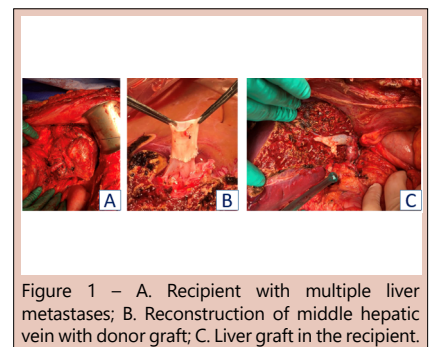 A
B
C
Figure 1 – A. Recipient with multiple liver
metastases; B. Reconstruction of middle hepatic
vein with donor graft; C. Liver graft in the recipient.